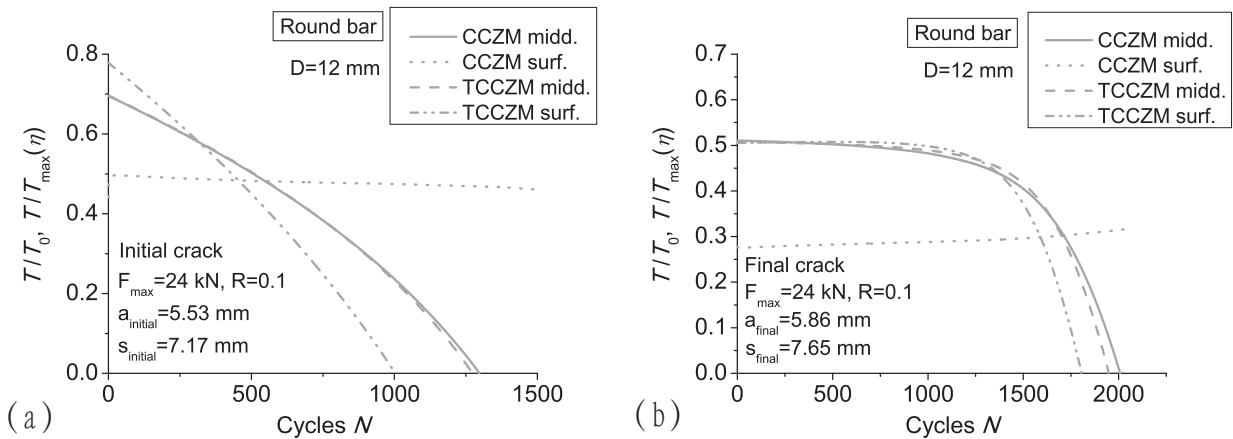 Round bar
D=12 mm
CCZM midd.
CCZM surf.
TCCZM midd.
TCCZM surf.
0.8
0.6
0.4
0.2
0.0
T/T0, T/Tmax(η)
Initial crack
Fmax=24 kN, R=0.1
ainitial=5.53 mm
sinitial=7.17 mm
0 500 1000 1500
Cycles N
(a)
Round bar
D=12 mm
CCZM midd.
CCZM surf.
TCCZM midd.
TCCZM surf.
0.7
0.6
0.5
0.4
0.3
0.2
0.1
0.0
T/T0, T/Tmax(η)
Final crack
Fmax=24 kN, R=0.1
afinal=5.86 mm
sfinal=7.65 mm
0 500 1000 1500 2000
Cycles N
(b)